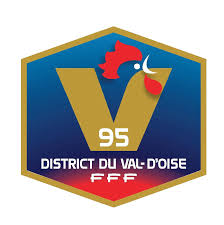 V
95
DISTRICT DU VAL-D'OISE
FFF